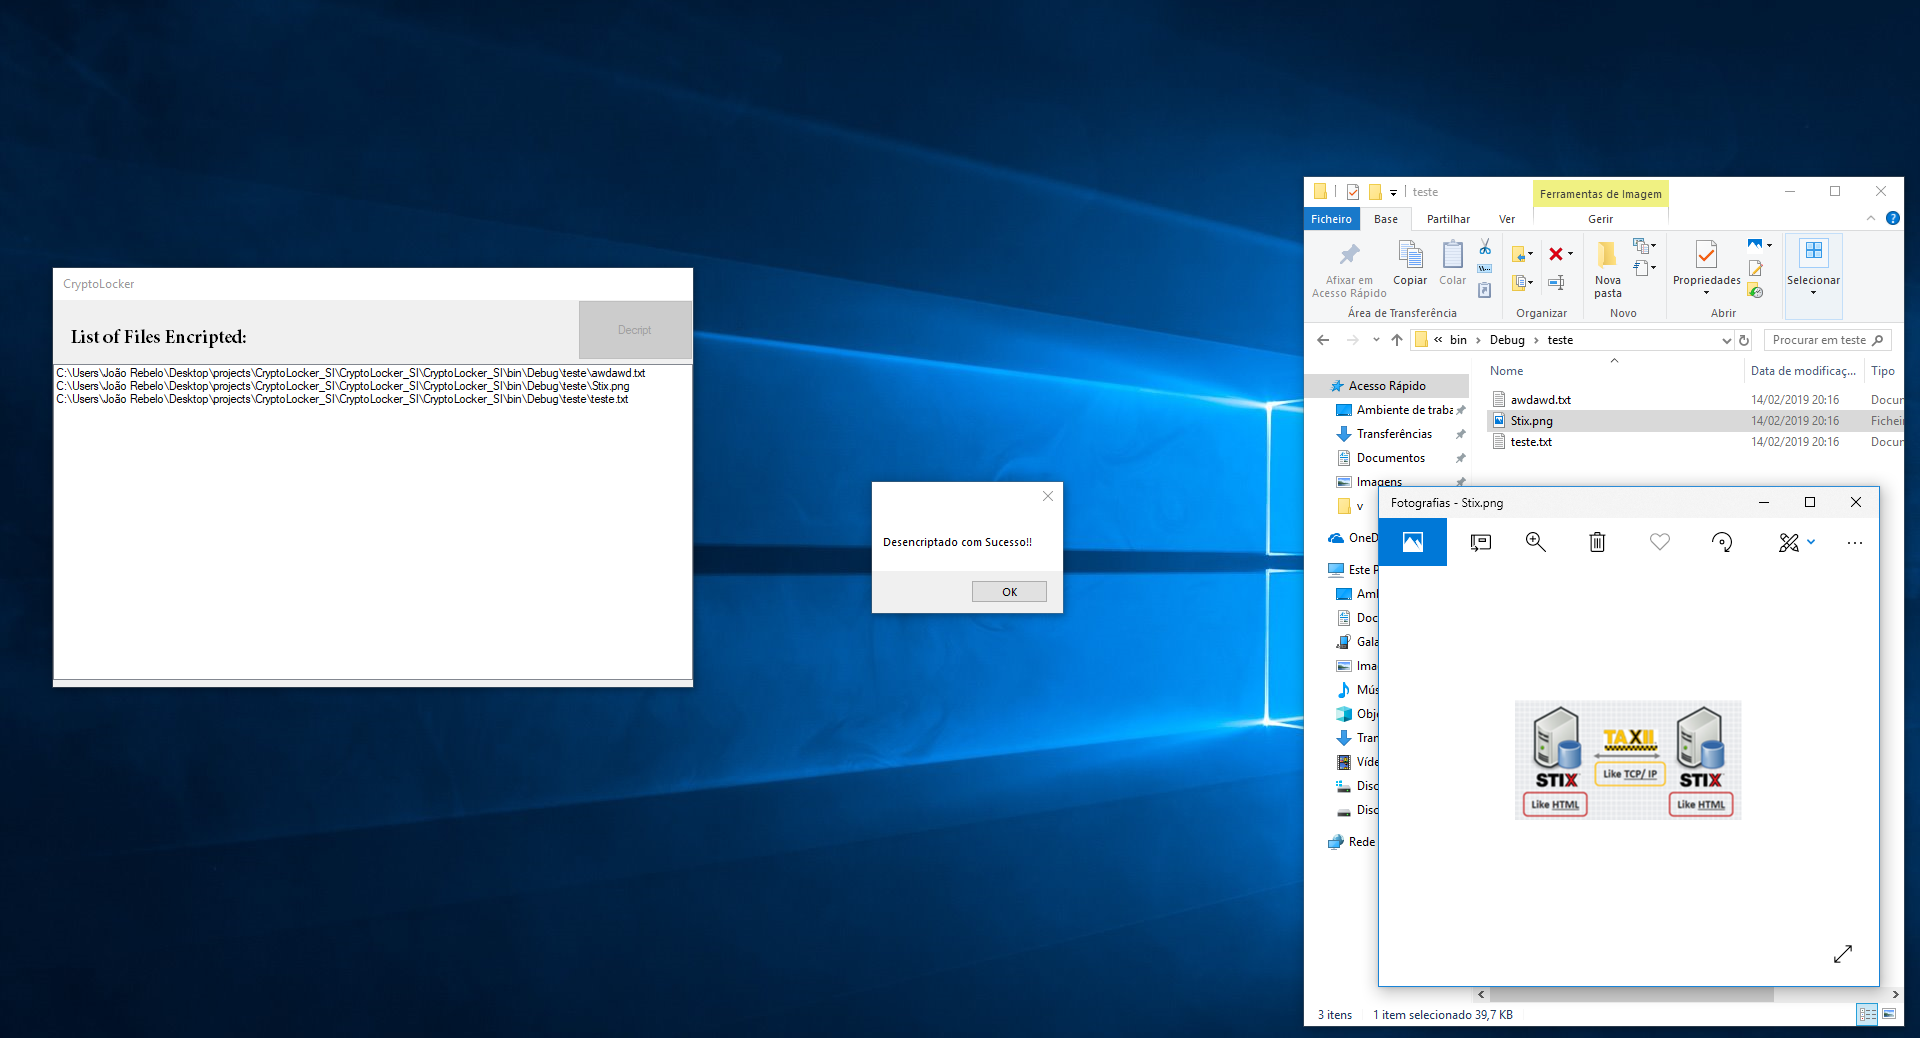 CryptoLocker
List of Files Encripted:
Decript
C:\Users\João Rebelo\Desktop\projects\CryptoLocker_SI\CryptoLocker_SI\CryptoLocker_SI\bin\Debug\teste\awdawd.txt
C:\Users\João Rebelo\Desktop\projects\CryptoLocker_SI\CryptoLocker_SI\CryptoLocker_SI\bin\Debug\teste\Stix.png
C:\Users\João Rebelo\Desktop\projects\CryptoLocker_SI\CryptoLocker_SI\CryptoLocker_SI\bin\Debug\teste\teste.txt
Desencriptado com Sucesso!!
OK
teste
Ferramentas de Imagem
Ficheiro Base Partilhar Ver Gerir
Afixar em
Acesso Rápido
Copiar
Colar
Nova
pasta
Propriedades
Selecionar
Área de Transferência Organizar Novo Abrir
« bin > Debug > teste
Procurar em teste
Nome Data de modificaç... Tipo
awdawd.txt 14/02/2019 20:16 Docur
Stix.png 14/02/2019 20:16 Fichei
teste.txt 14/02/2019 20:16 Docur
Acesso Rápido
Ambiente de traba
Transferências
Documentos
Imagens
v
OneD
Este P
Aml
Doc
Gala
Ima
Mús
Obje
Tran
Víde
Disc
Disc
Rede
Fotografias - Stix.png
TAXII
Like TCP/ IP
STIX
Like HTML
STIX
Like HTML
3 itens 1 item selecionado 39,7 KB